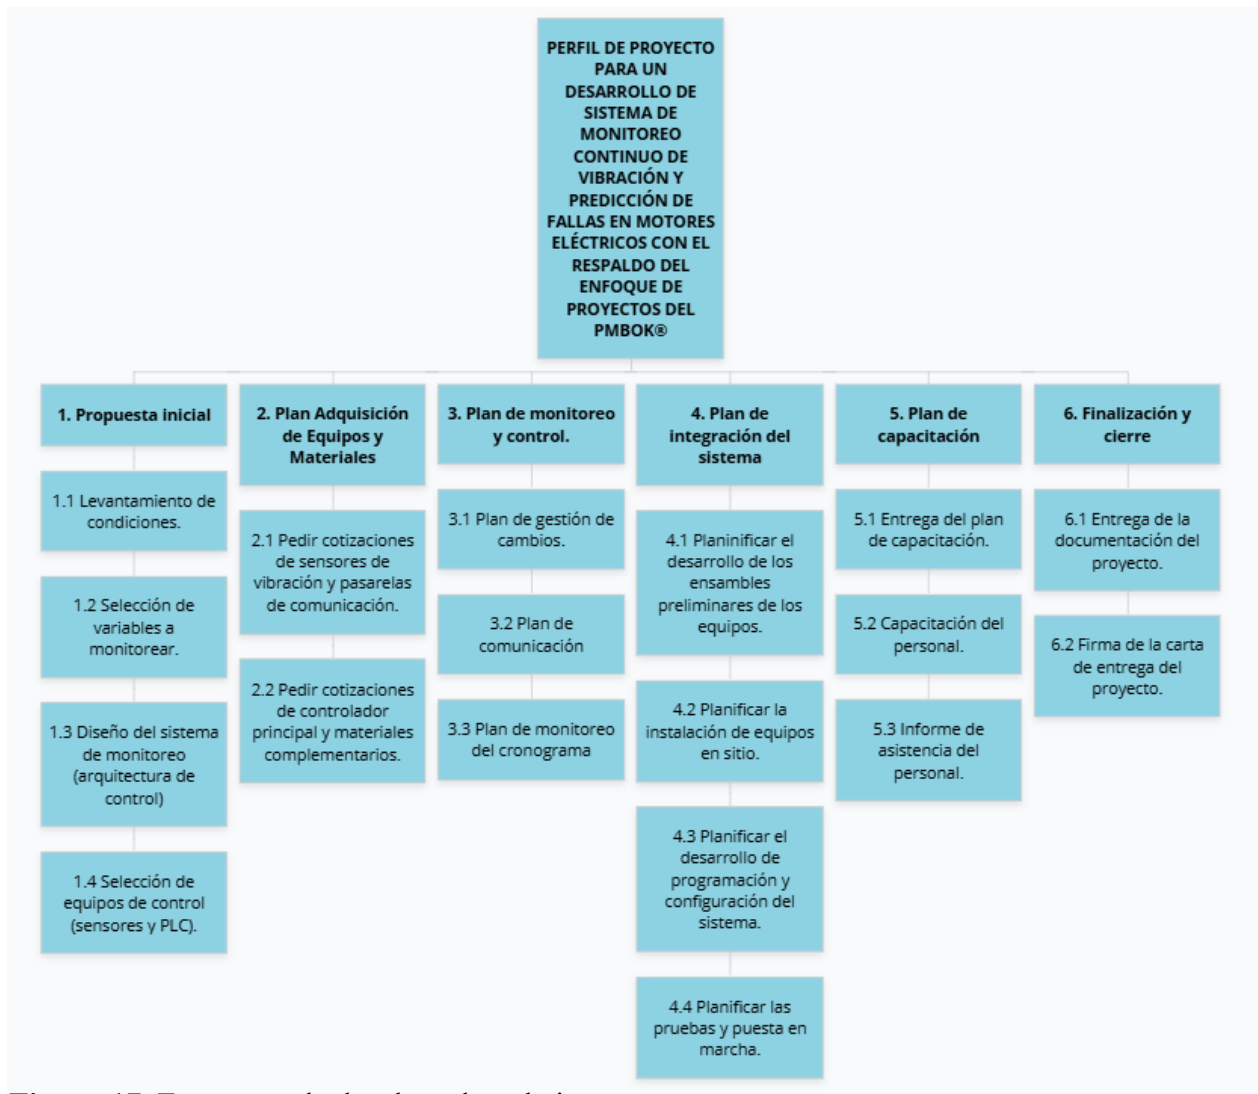 PERFIL DE PROYECTO
PARA UN
DESARROLLO DE
SISTEMA DE
MONITOREO
CONTINUO DE
VIBRACIÓN Y
PREDICCIÓN DE
FALLAS EN MOTORES
ELÉCTRICOS CON EL
RESPALDO DEL
ENFOQUE DE
PROYECTOS DEL
PMBOK®
1. Propuesta inicial
1.1 Levantamiento de
condiciones.
1.2 Selección de
variables a
monitorear.
1.3 Diseño del sistema
de monitoreo
(arquitectura de
control)
1.4 Selección de
equipos de control
(sensores y PLC).
2. Plan Adquisición
de Equipos y
Materiales
2.1 Pedir cotizaciones
de sensores de
vibración y pasarelas
de comunicación.
2.2 Pedir cotizaciones
de controlador
principal y materiales
complementarios.
3. Plan de monitoreo
y control.
3.1 Plan de gestión de
cambios.
3.2 Plan de
comunicación
3.3 Plan de monitoreo
del cronograma
4. Plan de
integración del
sistema
4.1 Planinificar el
desarrollo de los
ensambles
preliminares de los
equipos.
4.2 Planificar la
instalación de equipos
en sitio.
4.3 Planificar el
desarrollo de
programación y
configuración del
sistema.
4.4 Planificar las
pruebas y puesta en
marcha.
5. Plan de
capacitación
5.1 Entrega del plan
de capacitación.
5.2 Capacitación del
personal.
5.3 Informe de
asistencia del
personal.
6. Finalización y
cierre
6.1 Entrega de la
documentación del
proyecto.
6.2 Firma de la carta
de entrega del
proyecto.